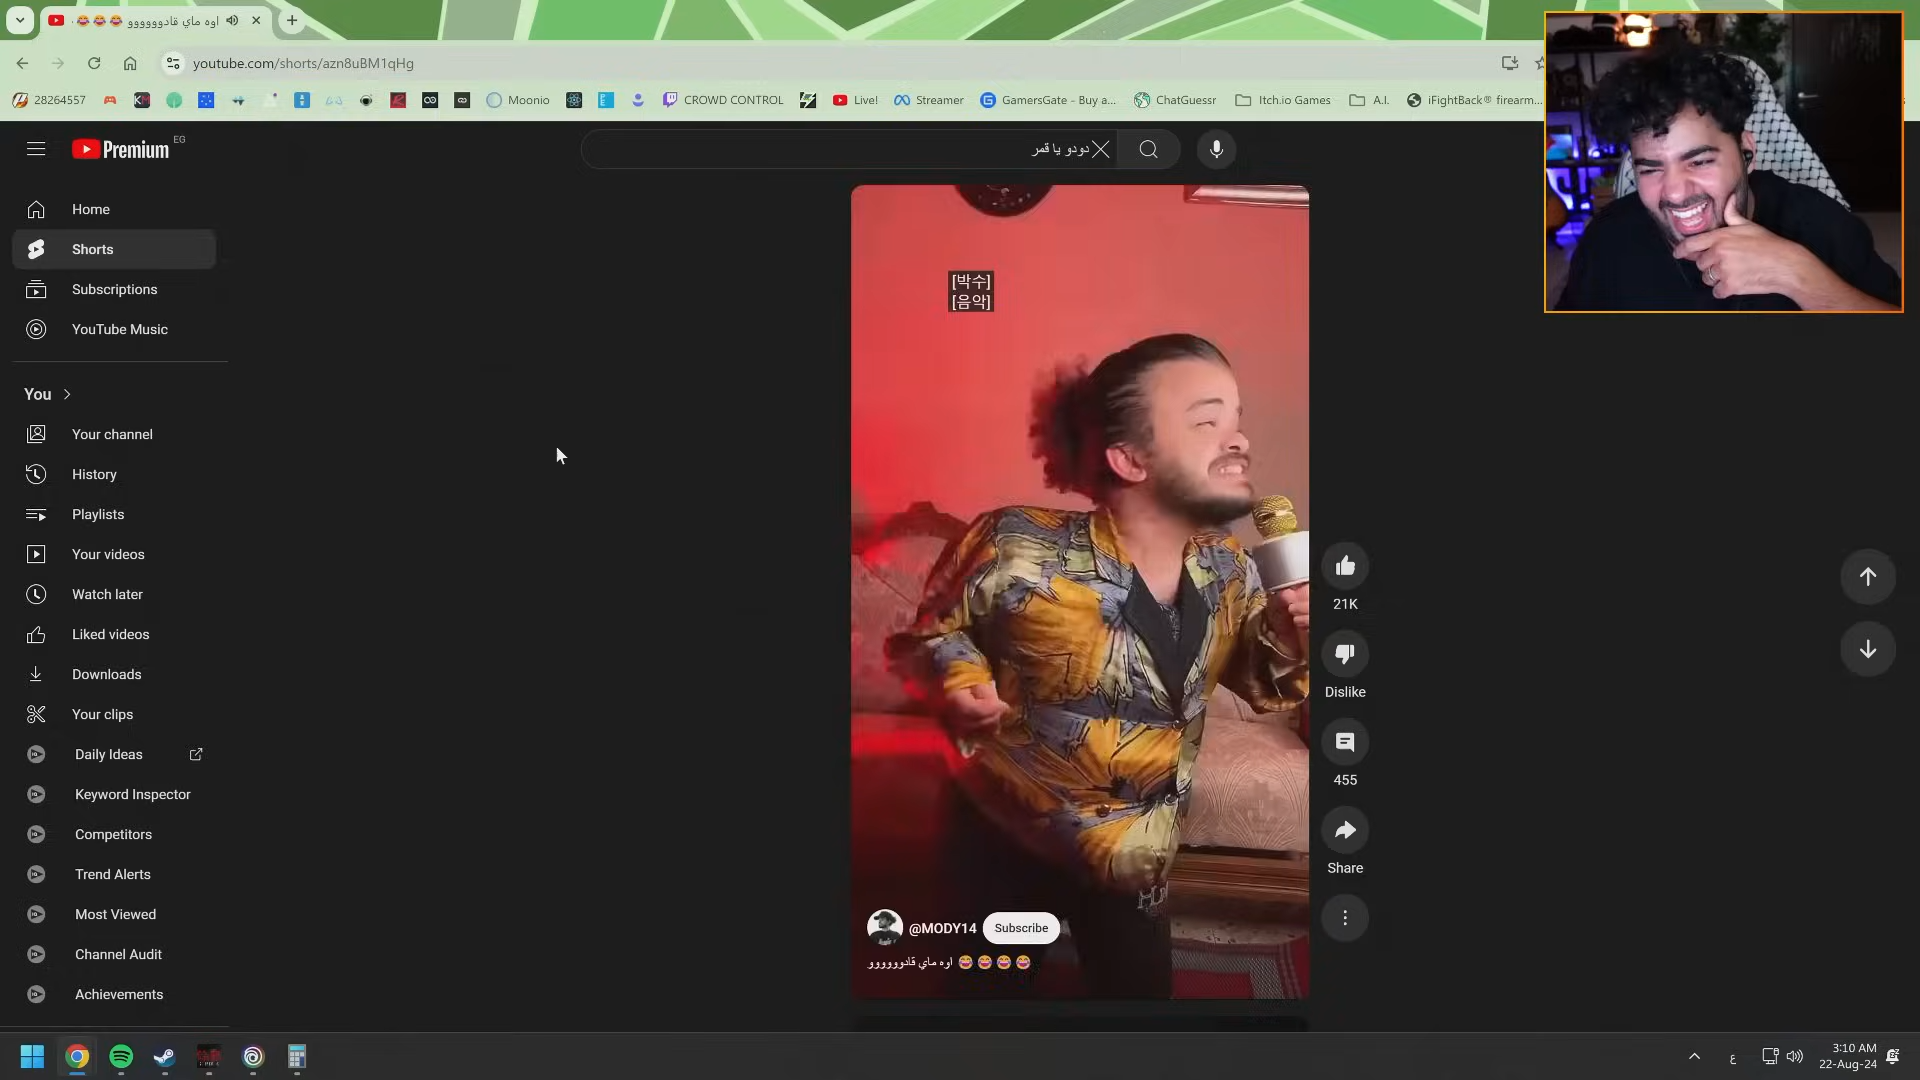 اوه ماي قادوووووو 😂 😂 😂 ·
youtube.com/shorts/azn8uBM1qHg
28264557
Moonio
CROWD CONTROL
Live!
Streamer
GamersGate - Buy a...
ChatGuessr
Itch.io Games
A.I.
iFightBack® firearm...
Premium
EG
دودو يا قمر
Home
Shorts
Subscriptions
YouTube Music
You
Your channel
History
Playlists
Your videos
Watch later
Liked videos
Downloads
Your clips
Daily Ideas
Keyword Inspector
Competitors
Trend Alerts
Most Viewed
Channel Audit
Achievements
[박수]
[음악]
21K
Dislike
455
Share
@MODY14
Subscribe
اوه ماي قادوووووو 😂 😂 😂 😂
ع
3:10 AM
22-Aug-24